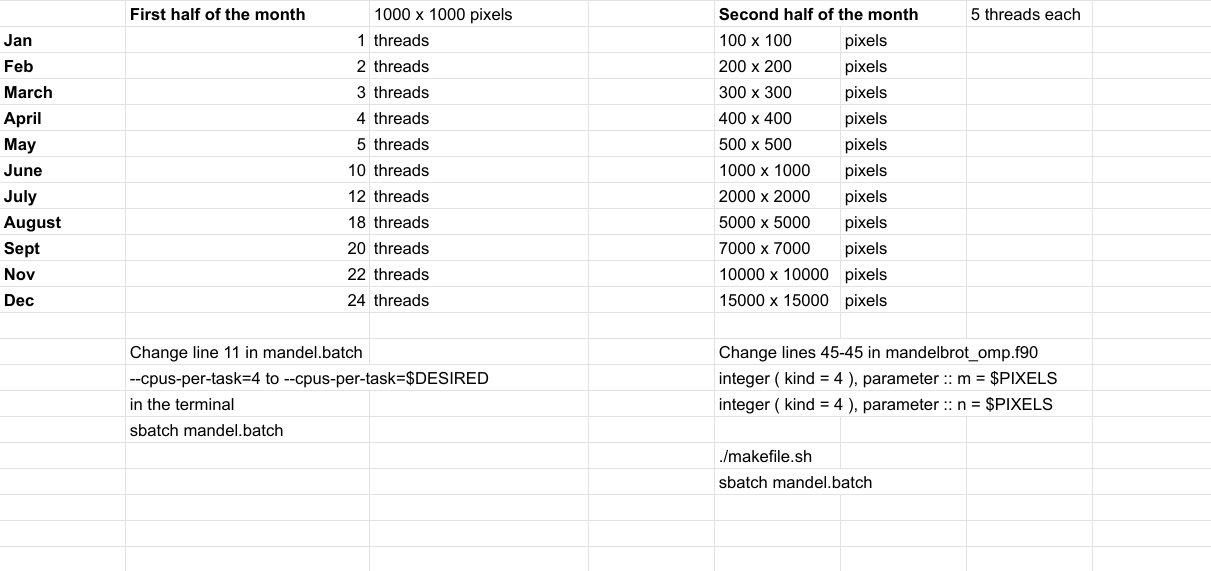 First half of the month 1000 x 1000 pixels Second half of the month 5 threads each
Jan 1 threads 100 x 100 pixels
Feb 2 threads 200 x 200 pixels
March 3 threads 300 x 300 pixels
April 4 threads 400 x 400 pixels
May 5 threads 500 x 500 pixels
June 10 threads 1000 x 1000 pixels
July 12 threads 2000 x 2000 pixels
August 18 threads 5000 x 5000 pixels
Sept 20 threads 7000 x 7000 pixels
Nov 22 threads 10000 x 10000 pixels
Dec 24 threads 15000 x 15000 pixels
Change line 11 in mandel.batch Change lines 45-45 in mandelbrot_omp.f90
--cpus-per-task=4 to --cpus-per-task=$DESIRED integer ( kind = 4 ), parameter :: m = $PIXELS
in the terminal integer ( kind = 4 ), parameter :: n = $PIXELS
sbatch mandel.batch
./makefile.sh
sbatch mandel.batch